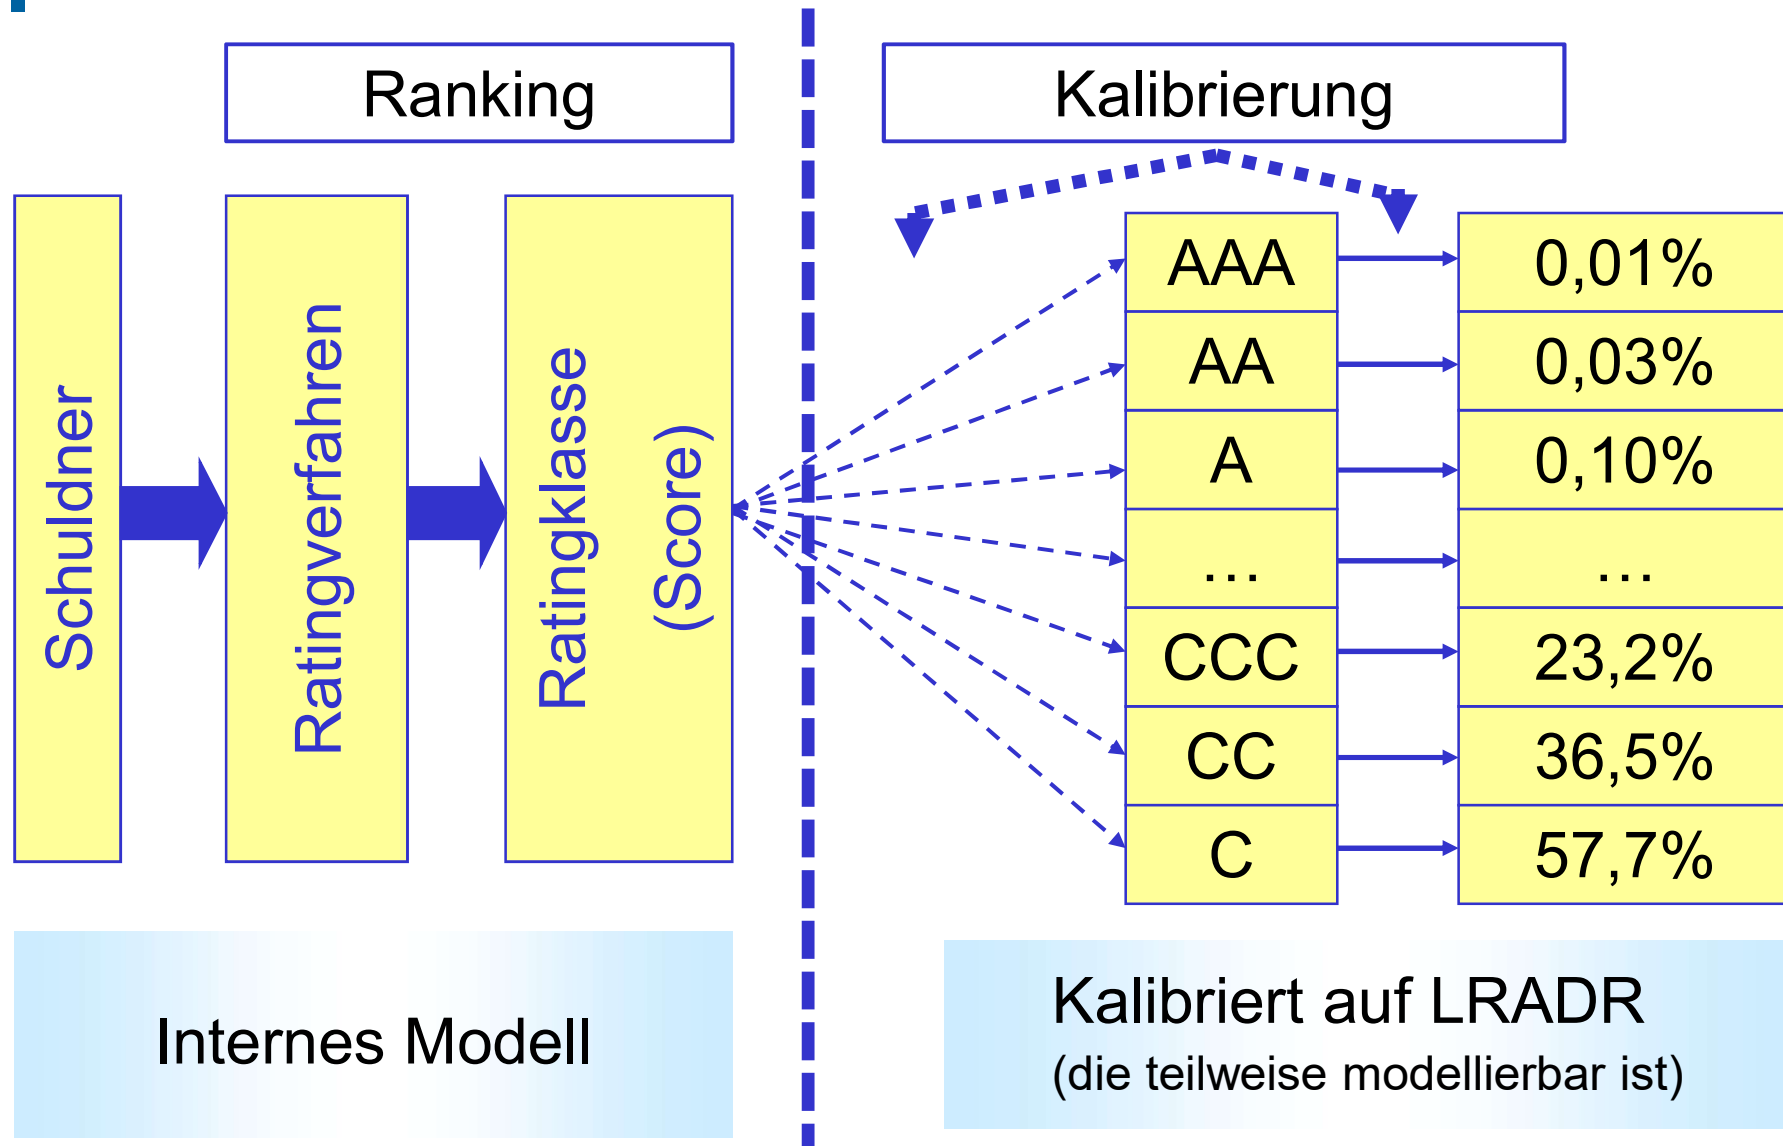 Ranking
Kalibrierung
Schuldner
Ratingverfahren
Ratingklasse
(Score)
AAA
0,01%
AA
0,03%
A
0,10%
...
...
CCC
23,2%
CC
36,5%
C
57,7%
Internes Modell
Kalibriert auf LRADR
(die teilweise modellierbar ist)